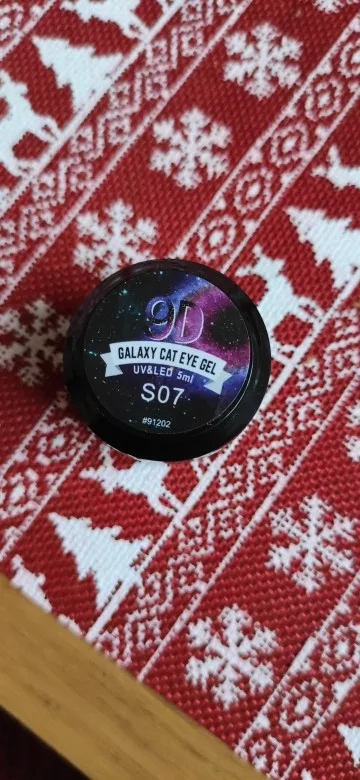 9D
GALAXY CAT EYE GEL
UV&LED 5ml
S07
#91202